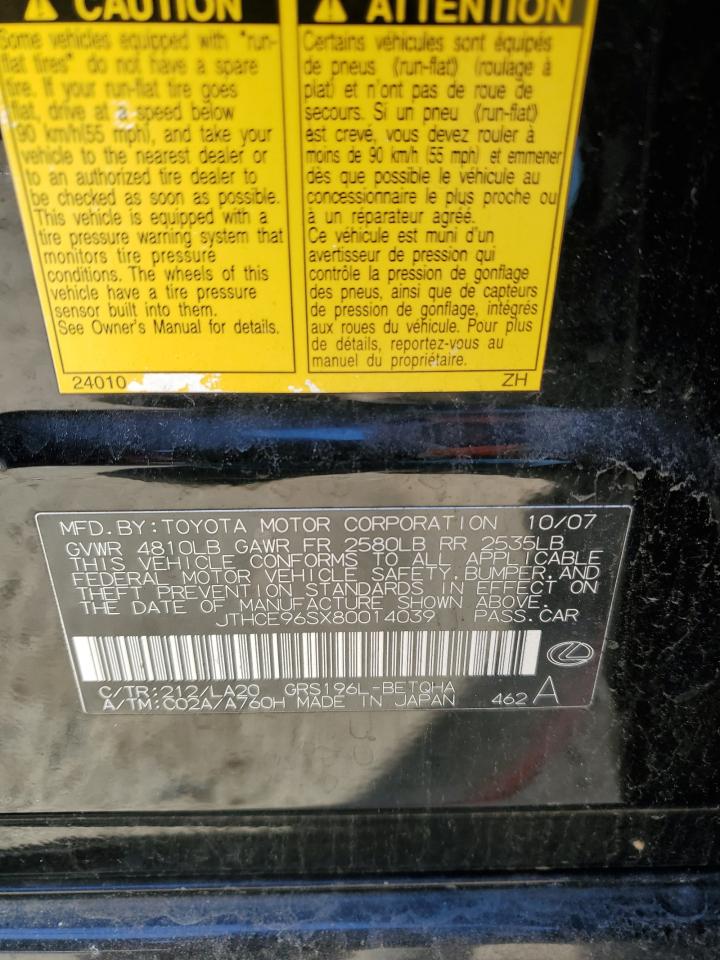 CAUTION
Some vehicles equipped with "run-
flat tires" do not have a spare
tire. If your run-flat tire goes
flat, drive at a speed below
90 km/h(55 mph), and take your
vehicle to the nearest dealer or
to an authorized tire dealer to
be checked as soon as possible.
This vehicle is equipped with a
tire pressure warning system that
monitors tire pressure
conditions. The wheels of this
vehicle have a tire pressure
sensor built into them.
See Owner's Manual for details.
24010
ATTENTION
Certains véhicules sont équipés
de pneus ⟪run-flat⟫ (roulage à
plat) et n'ont pas de roue de
secours. Si un pneu ⟪run-flat⟫
est crevé, vous devez rouler à
moins de 90 km/h (55 mph) et emmener
dès que possible le véhicule au
concessionnaire le plus proche ou
à un réparateur agréé.
Ce véhicule est muni d'un
avertisseur de pression qui
contrôle la pression de gonflage
des pneus, ainsi que de capteurs
de pression de gonflage, intégrés
aux roues du véhicule. Pour plus
de détails, reportez-vous au
manuel du propriétaire.
ZH
MFD.BY:TOYOTA MOTOR CORPORATION 10/07
GVWR 4810LB GAWR FR 2580LB RR 2535LB
THIS VEHICLE CONFORMS TO ALL APPLICABLE
FEDERAL MOTOR VEHICLE SAFETY,BUMPER,AND
THEFT PREVENTION STANDARDS IN EFFECT ON
THE DATE OF MANUFACTURE SHOWN ABOVE.
JTHCE96SX80014039 PASS.CAR
C/TR:212/LA20 GRS196L-BETQHA
A/TM:C02A/A760H MADE IN JAPAN 462 A